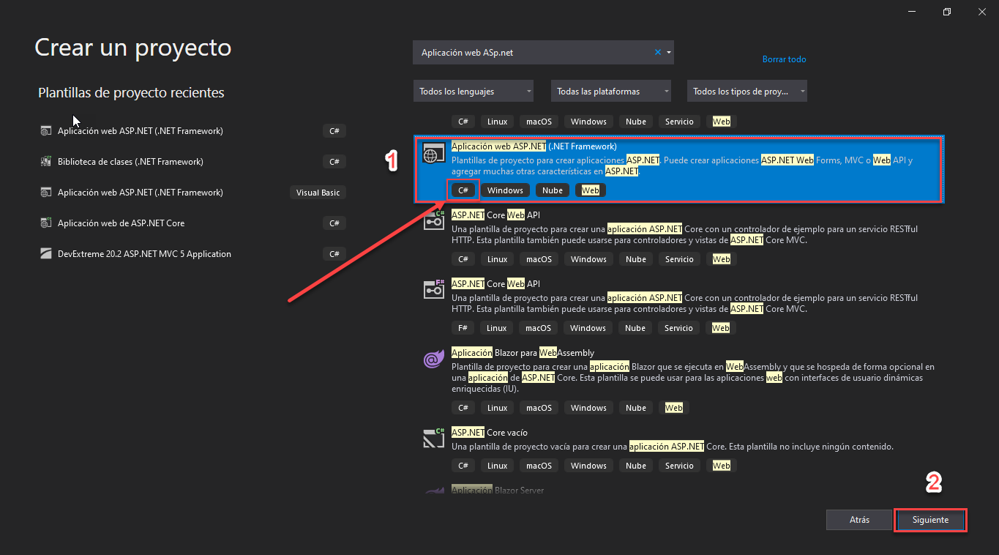 Crear un proyecto
Plantillas de proyecto recientes
Aplicación web ASP.NET (.NET Framework) C#
Biblioteca de clases (.NET Framework) C#
Aplicación web ASP.NET (.NET Framework) Visual Basic
Aplicación web de ASP.NET Core C#
DevExtreme 20.2 ASP.NET MVC 5 Application C#
Aplicación web ASp.net
Borrar todo
Todos los lenguajes Todas las plataformas Todos los tipos de proy...
C# Linux macOS Windows Nube Servicio Web
1
Aplicación web ASP.NET (.NET Framework)
Plantillas de proyecto para crear aplicaciones ASP.NET. Puede crear aplicaciones ASP.NET Web Forms, MVC o Web API y
agregar muchas otras características en ASP.NET.
C# Windows Nube Web
C#
ASP.NET Core Web API
Una plantilla de proyecto para crear una aplicación ASP.NET Core con un controlador de ejemplo para un servicio RESTful
HTTP. Esta plantilla también puede usarse para controladores y vistas de ASP.NET Core MVC.
C# Linux macOS Windows Nube Servicio Web
F#
ASP.NET Core Web API
Una plantilla de proyecto para crear una aplicación ASP.NET Core con un controlador de ejemplo para un servicio RESTful
HTTP. Esta plantilla también puede usarse para controladores y vistas de ASP.NET Core MVC.
F# Linux macOS Windows Nube Servicio Web
Aplicación Blazor para WebAssembly
Plantilla de proyecto para crear una aplicación Blazor que se ejecuta en WebAssembly y que se hospeda de forma opcional en
una aplicación de ASP.NET Core. Esta plantilla se puede usar para las aplicaciones web con interfaces de usuario dinámicas
enriquecidas (IU).
C# Linux macOS Windows Nube Web
C#
ASP.NET Core vacío
Una plantilla de proyecto vacía para crear una aplicación ASP.NET Core. Esta plantilla no incluye ningún contenido.
C# Linux macOS Windows Nube Servicio Web
Aplicación Blazor Server
2
Atrás Siguiente